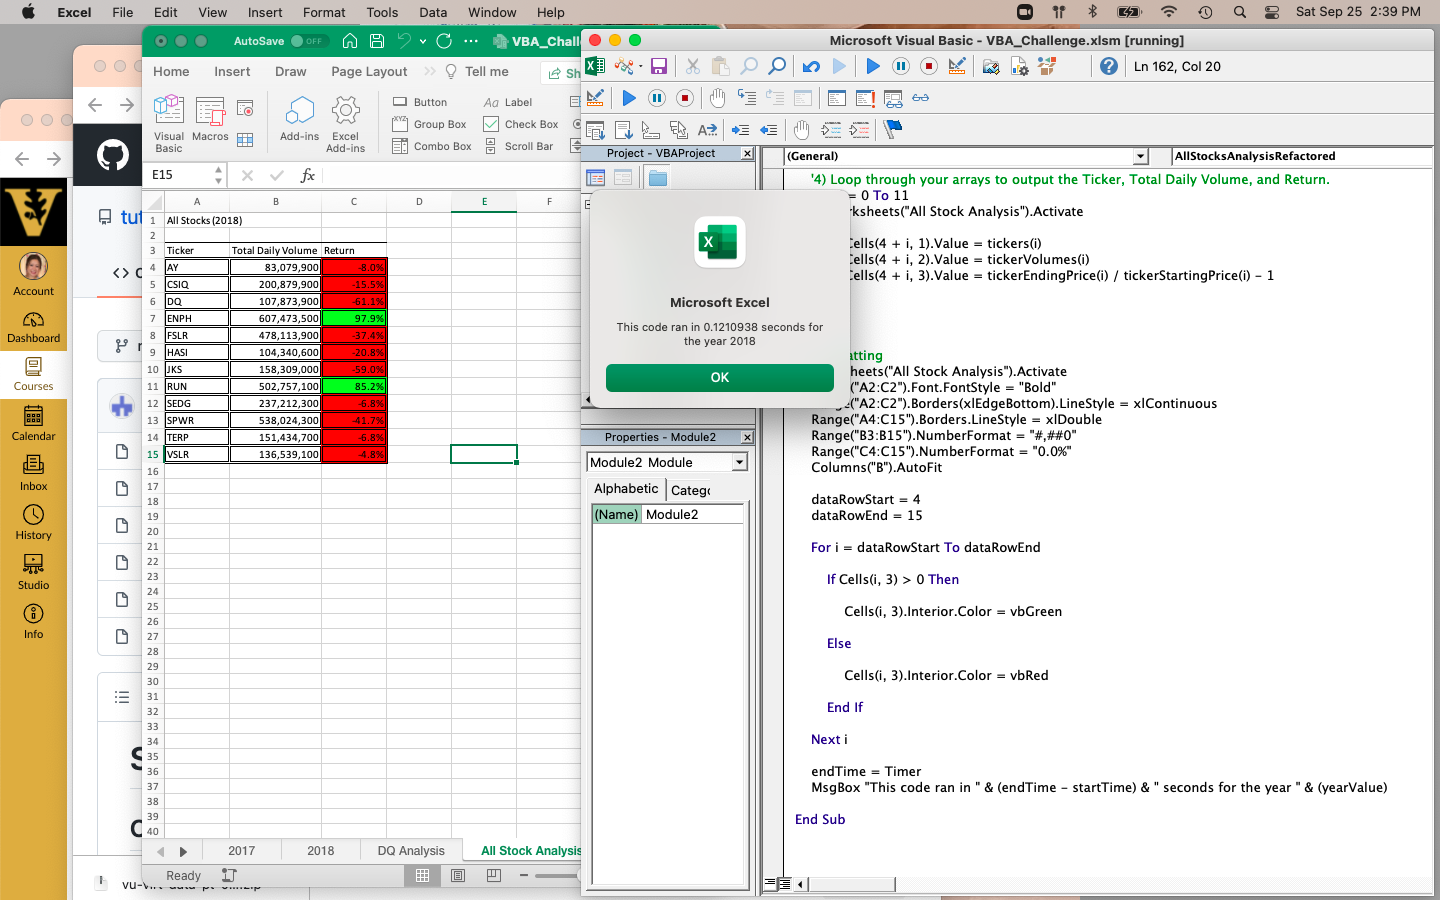 Excel File Edit View Insert Format Tools Data Window Help Sat Sep 25 2:39 PM
AutoSave OFF VBA_Chall
Home Insert Draw Page Layout Tell me Sh
Visual Basic
Macros
Add-ins
Excel Add-ins
Button
Group Box
Combo Box
Aa Label
Check Box
Scroll Bar
E15 fx
A B C D E F
1 All Stocks (2018)
2
3 Ticker Total Daily Volume Return
4 AY 83,079,900 -8.0%
5 CSIQ 200,879,900 -15.5%
6 DQ 107,873,900 -61.1%
7 ENPH 607,473,500 97.9%
8 FSLR 478,113,900 -37.4%
9 HASI 104,340,600 -20.8%
10 JKS 158,309,000 -59.0%
11 RUN 502,757,100 85.2%
12 SEDG 237,212,300 -6.8%
13 SPWR 538,024,300 -41.7%
14 TERP 151,434,700 -6.8%
15 VSLR 136,539,100 -4.8%
16
17
18
19
20
21
22
23
24
25
26
27
28
29
30
31
32
33
34
35
36
37
38
39
40
2017 2018 DQ Analysis All Stock Analysis
Ready
V
Account
Dashboard
Courses
Calendar
Inbox
History
Studio
Info
tut
Microsoft Visual Basic - VBA_Challenge.xlsm [running]
Ln 162, Col 20
Project - VBAProject
Microsoft Excel
This code ran in 0.1210938 seconds for
the year 2018
OK
Properties - Module2
Module2 Module
Alphabetic Catego
(Name) Module2
(General) AllStocksAnalysisRefactored
'4) Loop through your arrays to output the Ticker, Total Daily Volume, and Return.
= 0 To 11
rksheets("All Stock Analysis").Activate
Cells(4 + i, 1).Value = tickers(i)
Cells(4 + i, 2).Value = tickerVolumes(i)
Cells(4 + i, 3).Value = tickerEndingPrice(i) / tickerStartingPrice(i) - 1
atting
sheets("All Stock Analysis").Activate
("A2:C2").Font.FontStyle = "Bold"
("A2:C2").Borders(xlEdgeBottom).LineStyle = xlContinuous
Range("A4:C15").Borders.LineStyle = xlDouble
Range("B3:B15").NumberFormat = "#,##0"
Range("C4:C15").NumberFormat = "0.0%"
Columns("B").AutoFit
dataRowStart = 4
dataRowEnd = 15
For i = dataRowStart To dataRowEnd
If Cells(i, 3) > 0 Then
Cells(i, 3).Interior.Color = vbGreen
Else
Cells(i, 3).Interior.Color = vbRed
End If
Next i
endTime = Timer
MsgBox "This code ran in " & (endTime - startTime) & " seconds for the year " & (yearValue)
End Sub